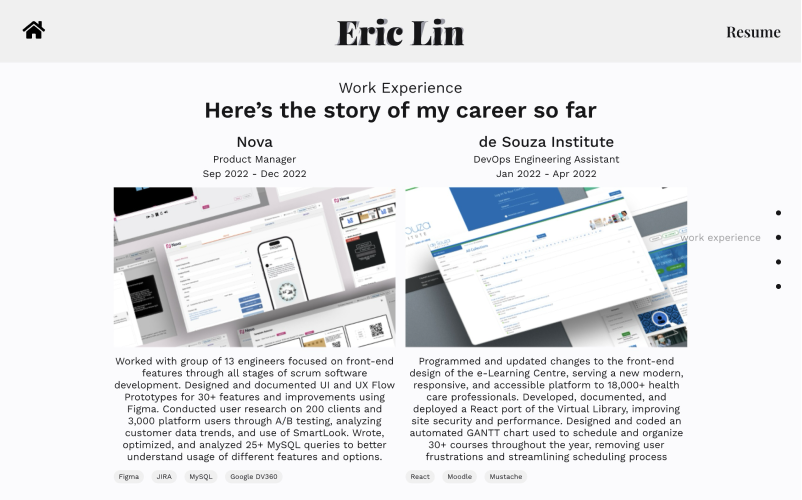 Eric Lin
Resume
Work Experience
Here's the story of my career so far
Nova
Product Manager
Sep 2022 - Dec 2022
de Souza Institute
DevOps Engineering Assistant
Jan 2022 - Apr 2022
work experience
Worked with group of 13 engineers focused on front-end
features through all stages of scrum software
development. Designed and documented UI and UX Flow
Prototypes for 30+ features and improvements using
Figma. Conducted user research on 200 clients and
3,000 platform users through A/B testing, analyzing
customer data trends, and use of SmartLook. Wrote,
optimized, and analyzed 25+ MySQL queries to better
understand usage of different features and options.
Figma JIRA MySQL Google DV360
Programmed and updated changes to the front-end
design of the e-Learning Centre, serving a new modern,
responsive, and accessible platform to 18,000+ health
care professionals. Developed, documented, and
deployed a React port of the Virtual Library, improving
site security and performance. Designed and coded an
automated GANTT chart used to schedule and organize
30+ courses throughout the year, removing user
frustrations and streamlining scheduling process
React Moodle Mustache